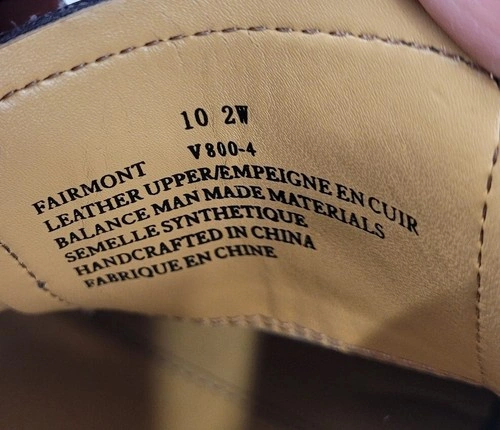 10 2W
V800-4
FAIRMONT
LEATHER UPPER/EMPEIGNE EN CUIR
BALANCE MAN MADE MATERIALS
SEMELLE SYNTHETIQUE
HANDCRAFTED IN CHINA
FABRIQUE EN CHINE